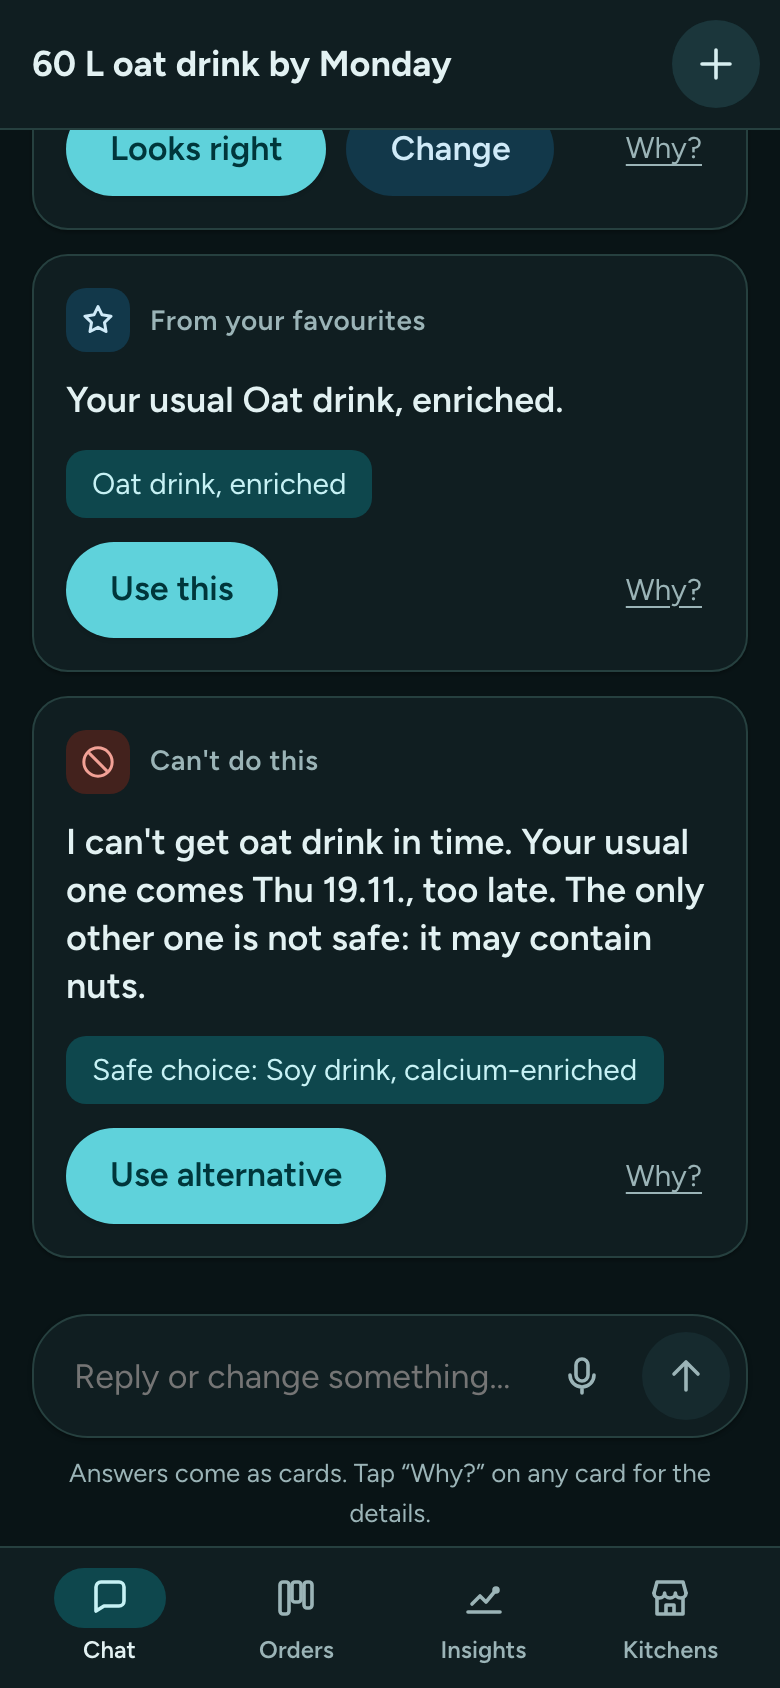 60 L oat drink by Monday
Looks right
Change
Why?
From your favourites
Your usual Oat drink, enriched.
Oat drink, enriched
Use this
Why?
Can't do this
I can't get oat drink in time. Your usual
one comes Thu 19.11., too late. The only
other one is not safe: it may contain
nuts.
Safe choice: Soy drink, calcium-enriched
Use alternative
Why?
Reply or change something...
Answers come as cards. Tap “Why?” on any card for the
details.
Chat
Orders
Insights
Kitchens